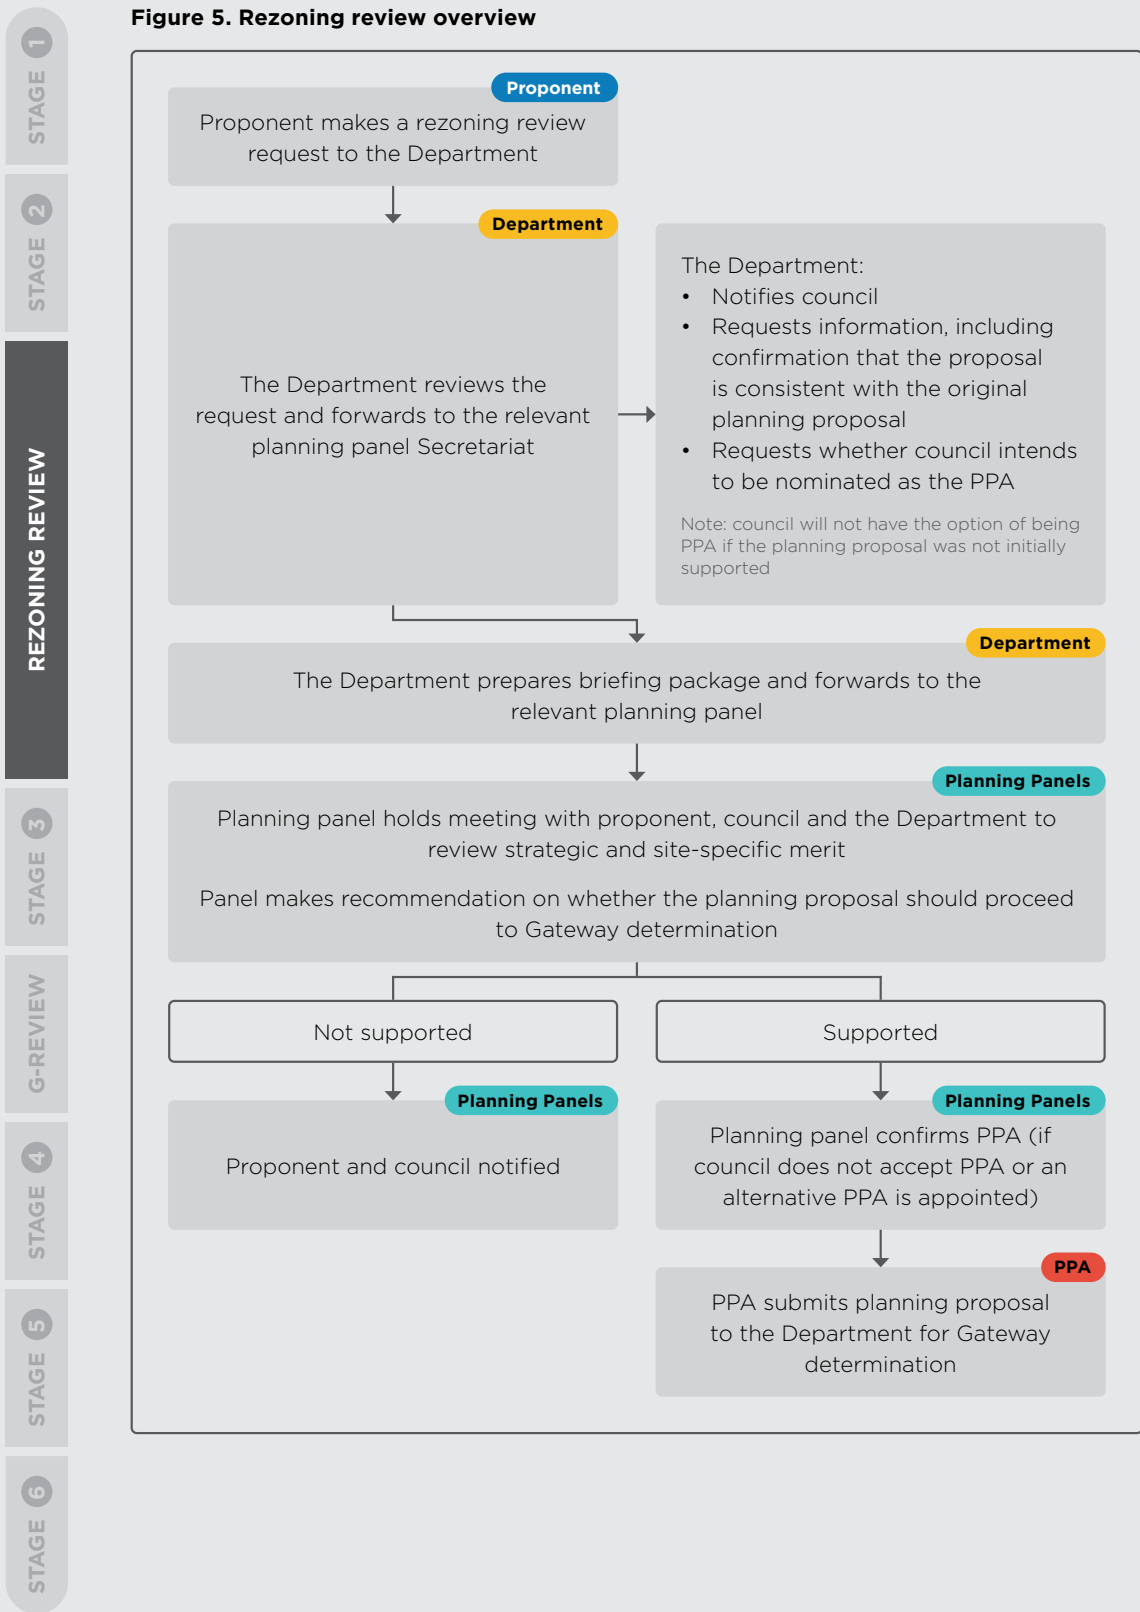 Figure 5. Rezoning review overview
STAGE 1
STAGE 2
REZONING REVIEW
STAGE 3
G-REVIEW
STAGE 4
STAGE 5
STAGE 6
Proponent
Proponent makes a rezoning review
request to the Department
Department
The Department reviews the
request and forwards to the relevant
planning panel Secretariat
The Department:
• Notifies council
• Requests information, including
confirmation that the proposal
is consistent with the original
planning proposal
• Requests whether council intends
to be nominated as the PPA
Note: council will not have the option of being
PPA if the planning proposal was not initially
supported
Department
The Department prepares briefing package and forwards to the
relevant planning panel
Planning Panels
Planning panel holds meeting with proponent, council and the Department to
review strategic and site-specific merit
Panel makes recommendation on whether the planning proposal should proceed
to Gateway determination
Not supported
Supported
Planning Panels
Proponent and council notified
Planning Panels
Planning panel confirms PPA (if
council does not accept PPA or an
alternative PPA is appointed)
PPA
PPA submits planning proposal
to the Department for Gateway
determination